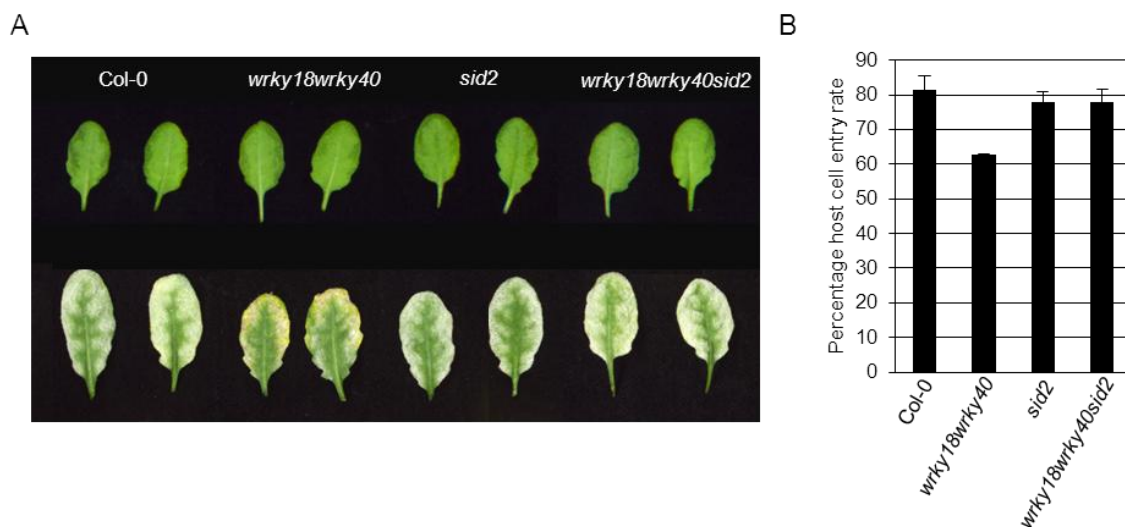 A
Col-0 wrky18wrky40 sid2 wrky18wrky40sid2
B
Percentage host cell entry rate
90
80
70
60
50
40
30
20
10
0
Col-0
wrky18wrky40
sid2
wrky18wrky40sid2